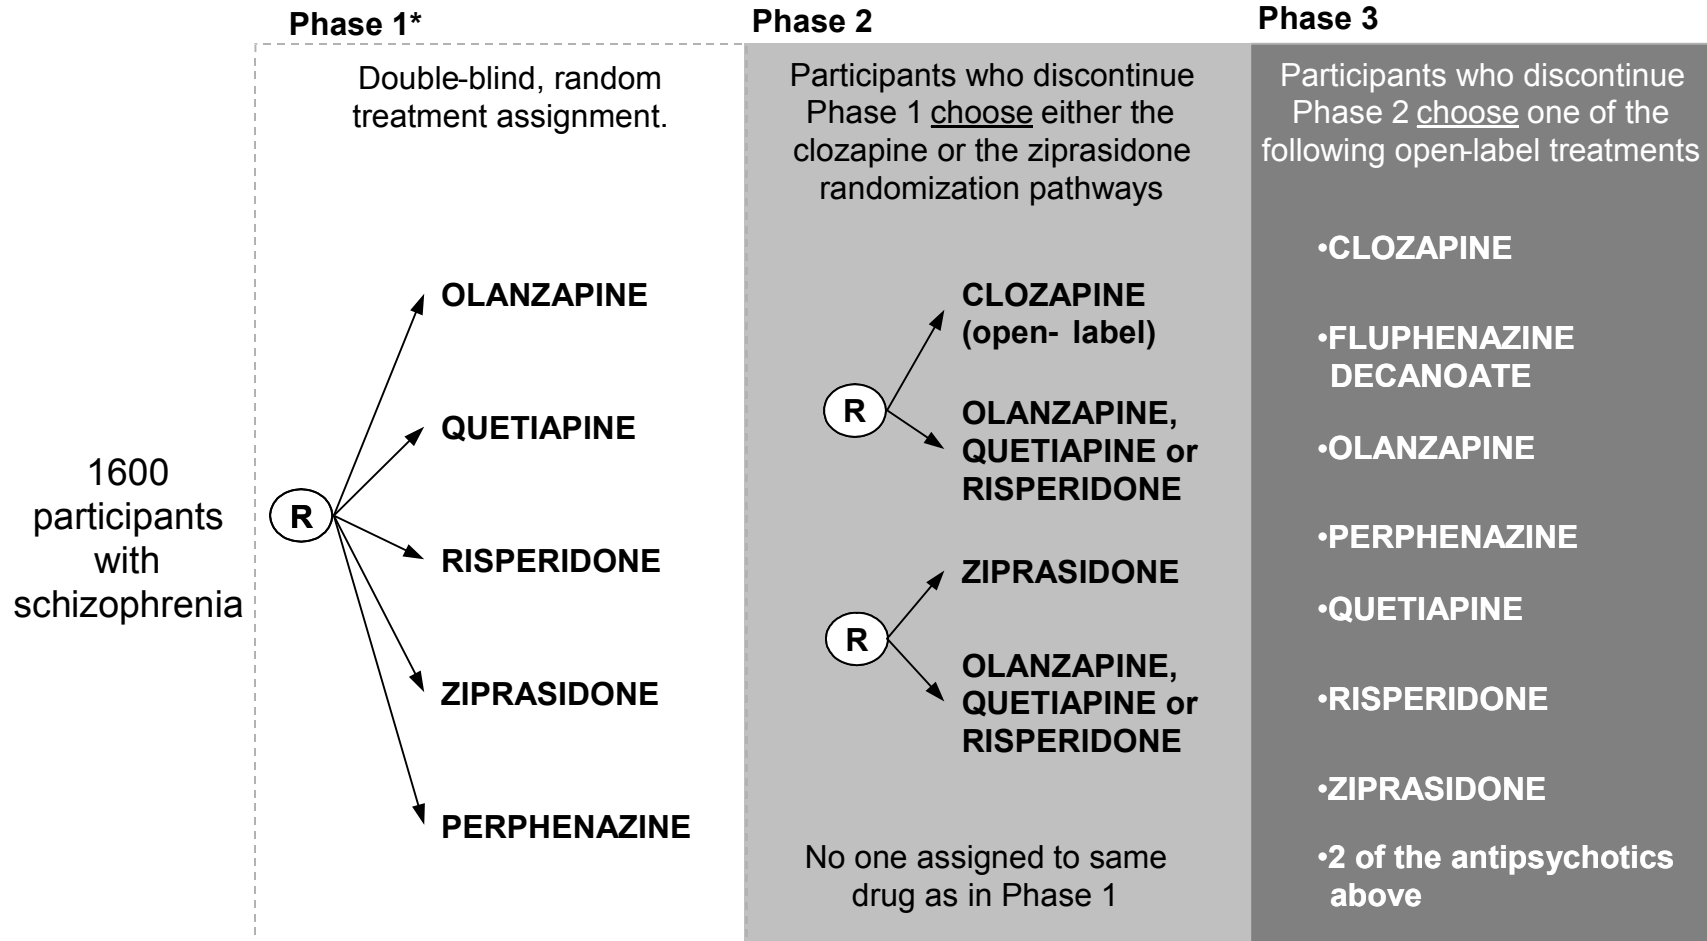 Phase 1*
Double-blind, random
treatment assignment.
1600
participants
with
schizophrenia
R
OLANZAPINE
QUETIAPINE
RISPERIDONE
ZIPRASIDONE
PERPHENAZINE
Phase 2
Participants who discontinue
Phase 1 choose either the
clozapine or the ziprasidone
randomization pathways
R
CLOZAPINE
(open- label)
OLANZAPINE,
QUETIAPINE or
RISPERIDONE
R
ZIPRASIDONE
OLANZAPINE,
QUETIAPINE or
RISPERIDONE
No one assigned to same
drug as in Phase 1
Phase 3
Participants who discontinue
Phase 2 choose one of the
following open-label treatments
•CLOZAPINE
•FLUPHENAZINE
DECANOATE
•OLANZAPINE
•PERPHENAZINE
•QUETIAPINE
•RISPERIDONE
•ZIPRASIDONE
•2 of the antipsychotics
above